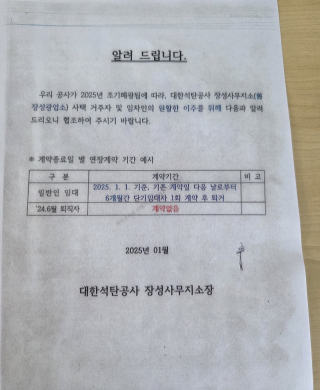 알려 드립니다.
우리 공사가 2025년 조기폐광됨에 따라, 대한석탄공사 장성사무지소(舊
장성광업소) 사택 거주자 및 임차인의 원활한 이주를 위해 다음과 알려
드리오니 협조하여 주시기 바랍니다.
※ 계약종료일 별 연장계약 기간 예시
구 분 계약기간 비 고
일반인 임대 2025. 1. 1. 기준, 기존 계약일 다음 날로부터
6개월간 단기임대차 1회 계약 후 퇴거
'24.6월 퇴직자 계약없음
2025년 01월
대한석탄공사 장성사무지소장